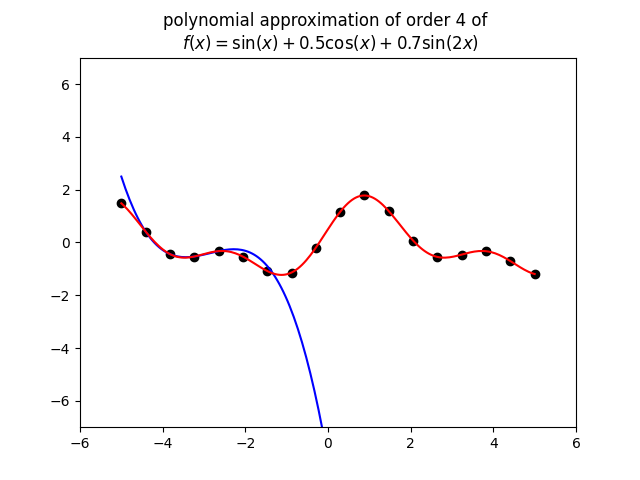 polynomial approximation of order 4 of
f(x) = sin(x) + 0.5cos(x) + 0.7sin(2x)
6
4
2
0
−2
−4
−6
−6 −4 −2 0 2 4 6